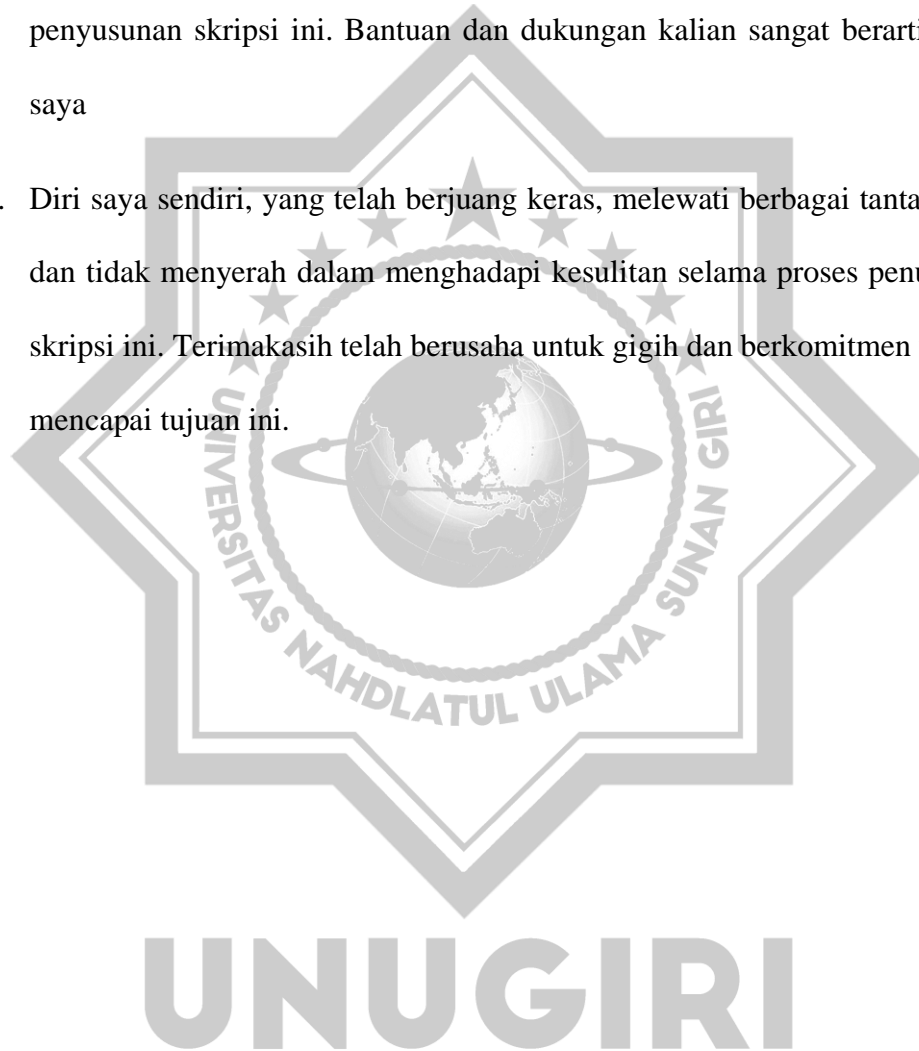 penyusunan skripsi ini. Bantuan dan dukungan kalian sangat berarti
saya
. Diri saya sendiri, yang telah berjuang keras, melewati berbagai
dan tidak menyerah dalam menghadapi kesulitan selama proses
skripsi ini. Terimakasih telah berusaha untuk gigih dan berkomitmen
mencapai tujuan ini.
UNIVERSITAS NAHDLATUL ULAMA SUNAN GIRI
UNUGIRI